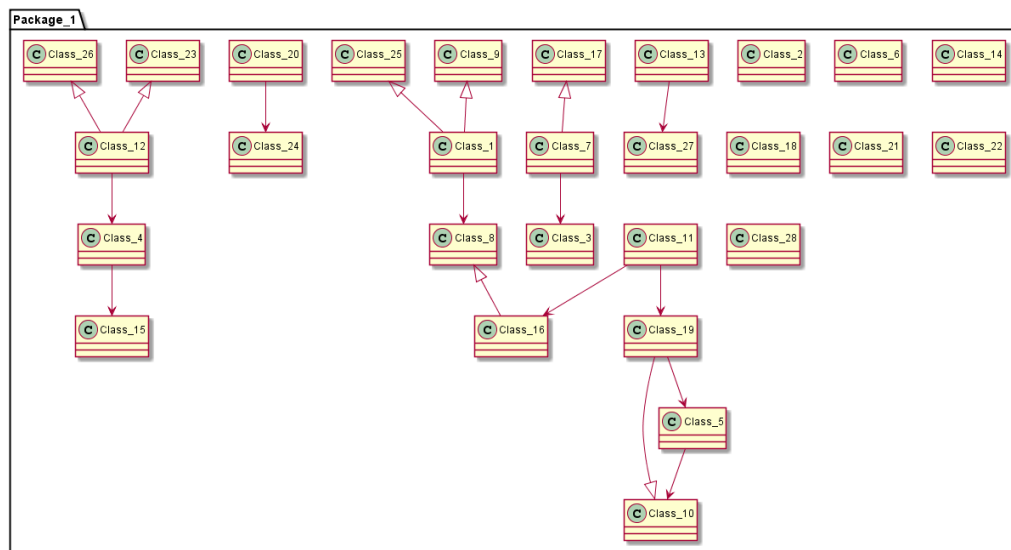 Package_1
C Class_26
C Class_23
C Class_20
C Class_25
C Class_9
C Class_17
C Class_13
C Class_2
C Class_6
C Class_14
C Class_12
C Class_24
C Class_1
C Class_7
C Class_27
C Class_18
C Class_21
C Class_22
C Class_4
C Class_8
C Class_3
C Class_11
C Class_28
C Class_15
C Class_16
C Class_19
C Class_5
C Class_10